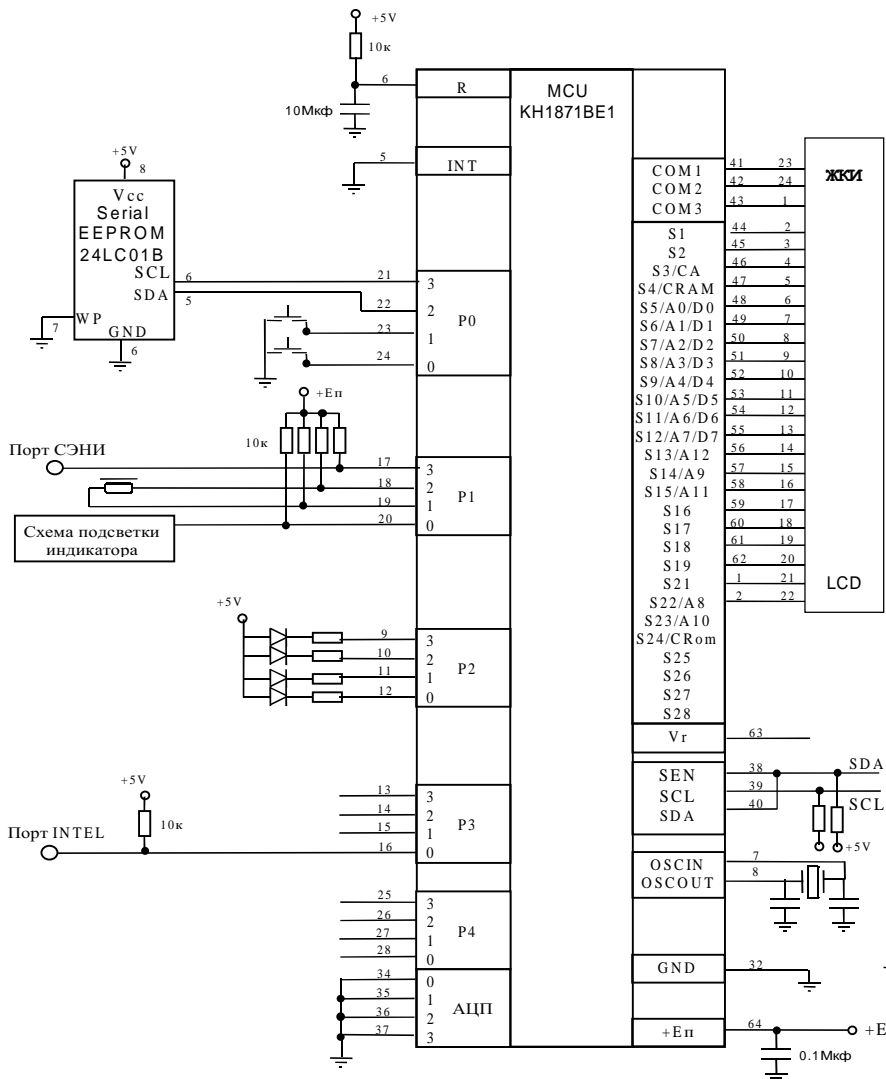 +5V
10к
6
R
MCU
КН1871ВЕ1
10Мкф
5
INT
+5V
8
Vcc
Serial
EEPROM
24LC01B
SCL
6
SDA
5
WP
7
GND
6
21
22
23
24
3
2
1
0
P0
+Еп
10к
Порт СЭНИ
17
18
19
20
3
2
1
0
P1
Схема подсветки
индикатора
+5V
9
10
11
12
3
2
1
0
P2
+5V
10к
Порт INTEL
13
14
15
16
3
2
1
0
P3
25
26
27
28
3
2
1
0
P4
34
35
36
37
0
1
2
3
АЦП
COM1
COM2
COM3
S1
S2
S3/CA
S4/CRAM
S5/A0/D0
S6/A1/D1
S7/A2/D2
S8/A3/D3
S9/A4/D4
S10/A5/D5
S11/A6/D6
S12/A7/D7
S13/A12
S14/A9
S15/A11
S16
S17
S18
S19
S21
S22/A8
S23/A10
S24/CRom
S25
S26
S27
S28
41 23
42 24
43 1
44 2
45 3
46 4
47 5
48 6
49 7
50 8
51 9
52 10
53 11
54 12
55 13
56 14
57 15
58 16
59 17
60 18
61 19
62 20
1 21
2 22
ЖКИ
LCD
Vr
63
SEN
SCL
SDA
38
39
40
SDA
SCL
+5V
OSCIN
OSCOUT
7
8
GND
32
+Еп
64
+E
0.1Мкф